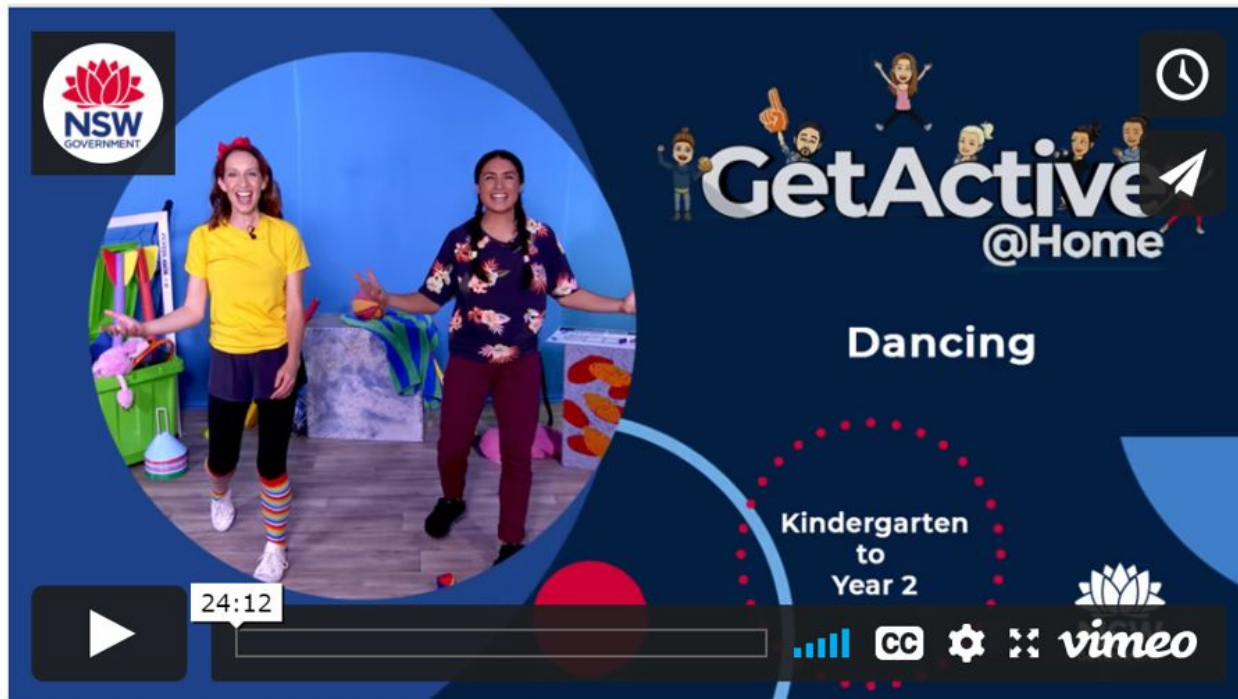 NSW
GOVERNMENT
GetActive
@Home
Dancing
Kindergarten
to
Year 2
24:12
CC
vimeo